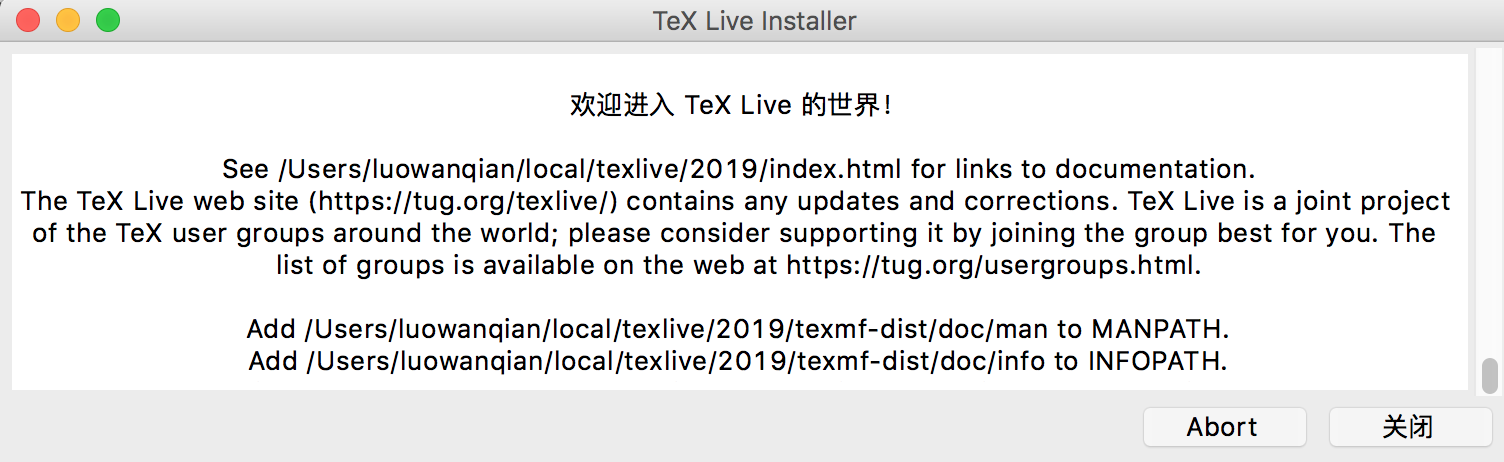 TeX Live Installer
欢迎进入 TeX Live 的世界！
See /Users/luowanqian/local/texlive/2019/index.html for links to documentation.
The TeX Live web site (https://tug.org/texlive/) contains any updates and corrections. TeX Live is a joint project
of the TeX user groups around the world; please consider supporting it by joining the group best for you. The
list of groups is available on the web at https://tug.org/usergroups.html.
Add /Users/luowanqian/local/texlive/2019/texmf-dist/doc/man to MANPATH.
Add /Users/luowanqian/local/texlive/2019/texmf-dist/doc/info to INFOPATH.
Abort 关闭